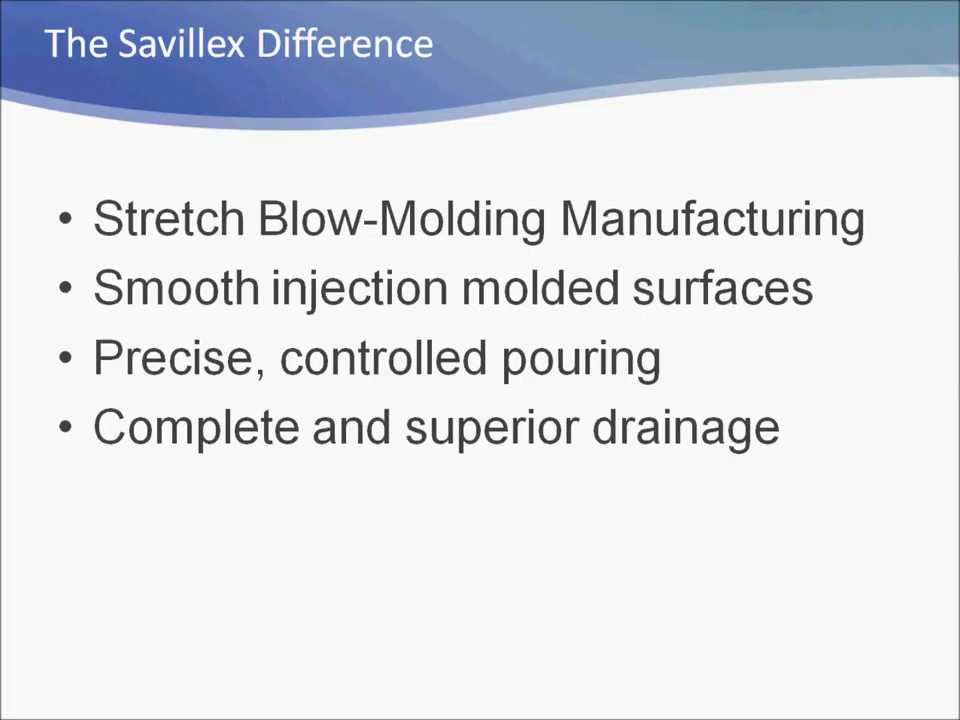 The Savillex Difference
• Stretch Blow-Molding Manufacturing
• Smooth injection molded surfaces
• Precise, controlled pouring
• Complete and superior drainage